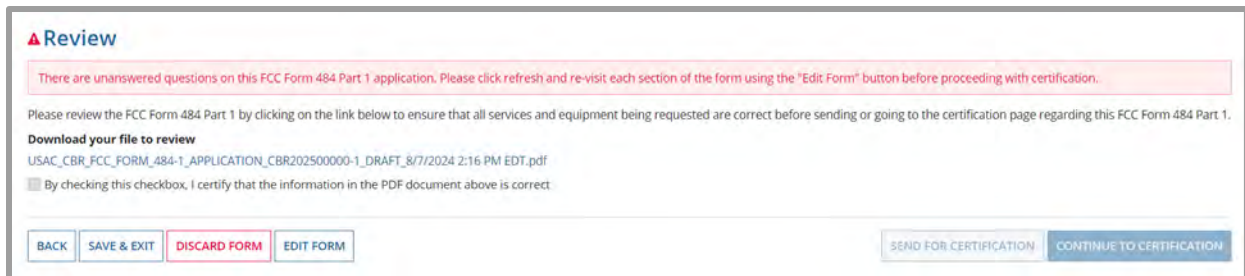 Review
There are unanswered questions on this FCC Form 484 Part 1 application. Please click refresh and re-visit each section of the form using the "Edit Form" button before proceeding with certification.
Please review the FCC Form 484 Part 1 by clicking on the link below to ensure that all services and equipment being requested are correct before sending or going to the certification page regarding this FCC Form 484 Part 1.
Download your file to review
USAC_CBR_FCC_FORM_484-1_APPLICATION_CBR202500000-1_DRAFT_8/7/2024 2:16 PM EDT.pdf
By checking this checkbox, I certify that the information in the PDF document above is correct
BACK SAVE & EXIT DISCARD FORM EDIT FORM SEND FOR CERTIFICATION CONTINUE TO CERTIFICATION